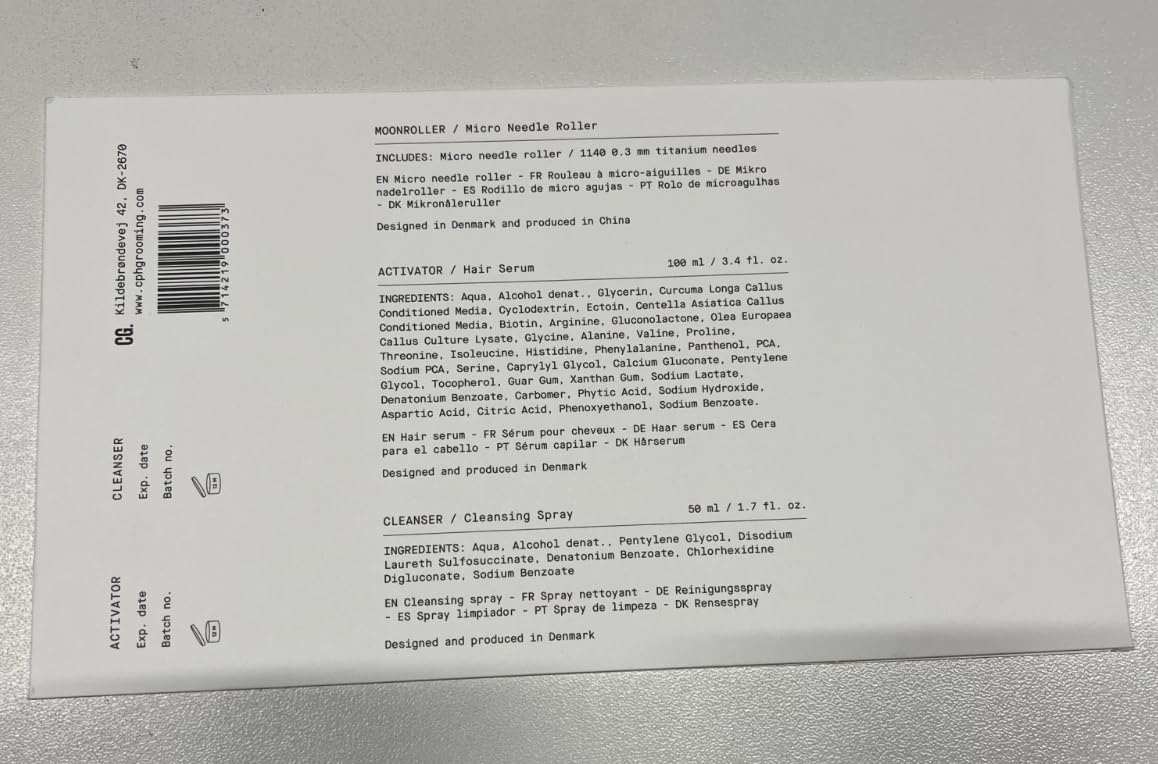 MOONROLLER / Micro Needle Roller
INCLUDES: Micro needle roller / 1140 0.3 mm titanium needles
EN Micro needle roller - FR Rouleau à micro-aiguilles - DE Mikro
nadelroller - ES Rodillo de micro agujas - PT Rolo de microagulhas
- DK Mikronåleruller
Designed in Denmark and produced in China
ACTIVATOR / Hair Serum
100 ml / 3.4 fl. oz.
INGREDIENTS: Aqua, Alcohol denat., Glycerin, Curcuma Longa Callus
Conditioned Media, Cyclodextrin, Ectoin, Centella Asiatica Callus
Conditioned Media, Biotin, Arginine, Gluconolactone, Olea Europaea
Callus Culture Lysate, Glycine, Alanine, Valine, Proline,
Threonine, Isoleucine, Histidine, Phenylalanine, Panthenol, PCA,
Sodium PCA, Serine, Caprylyl Glycol, Calcium Gluconate, Pentylene
Glycol, Tocopherol, Guar Gum, Xanthan Gum, Sodium Lactate,
Denatonium Benzoate, Carbomer, Phytic Acid, Sodium Hydroxide,
Aspartic Acid, Citric Acid, Phenoxyethanol, Sodium Benzoate.
EN Hair serum - FR Sérum pour cheveux - DE Haar serum - ES Cera
para el cabello - PT Sérum capilar - DK Hårserum
Designed and produced in Denmark
CLEANSER / Cleansing Spray
50 ml / 1.7 fl. oz.
INGREDIENTS: Aqua, Alcohol denat., Pentylene Glycol, Disodium
Laureth Sulfosuccinate, Denatonium Benzoate, Chlorhexidine
Digluconate, Sodium Benzoate
EN Cleansing spray - FR Spray nettoyant - DE Reinigungsspray
- ES Spray limpiador - PT Spray de limpeza - DK Rensespray
Designed and produced in Denmark
ACTIVATOR
Exp. date
Batch no.
12 M
CLEANSER
Exp. date
Batch no.
12 M
CG.
Kildebrøndevej 42, DK-2670
www.cphgrooming.com
5 714219 000373